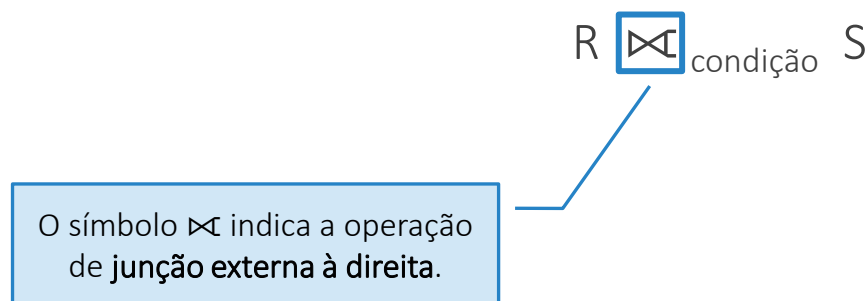 R ⟖ condição S
O símbolo ⟖ indica a operação
de junção externa à direita.